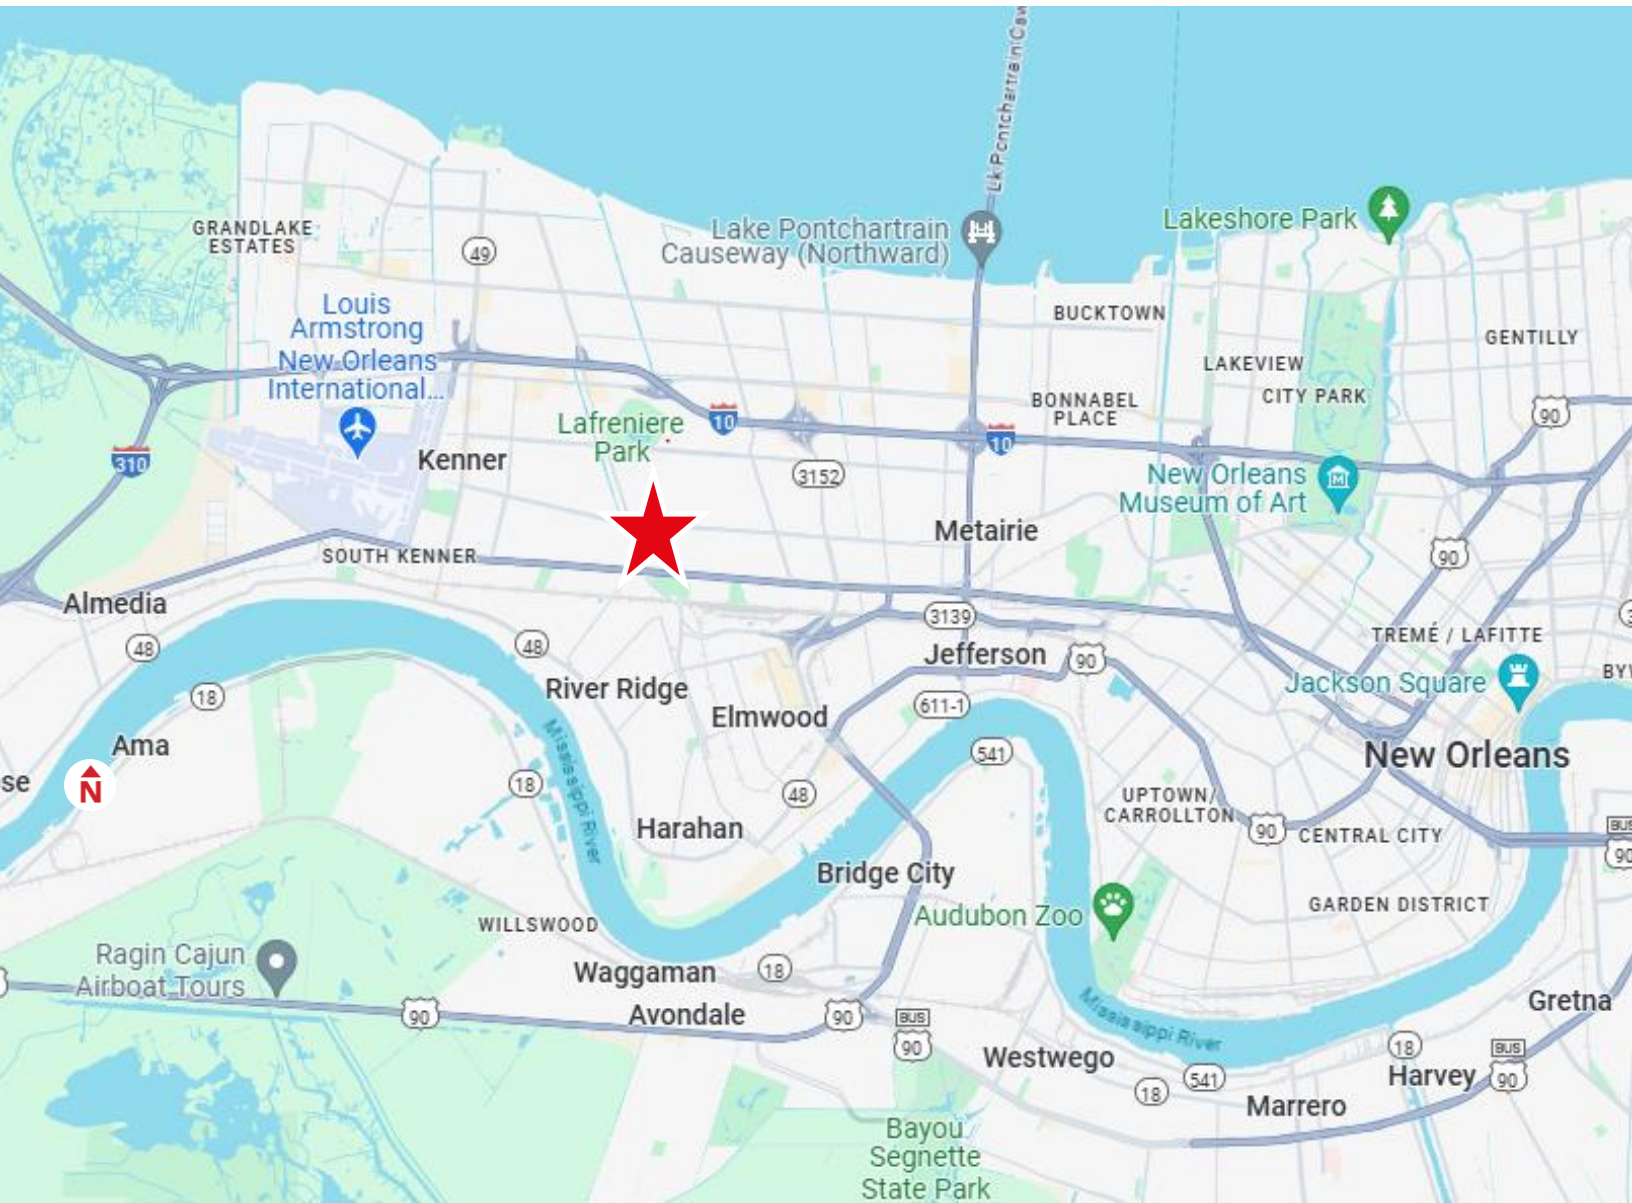 Lk Pontchartrain
GRANDLAKE
ESTATES
49
Lake Pontchartrain
Causeway (Northward)
Lakeshore Park
Louis
Armstrong
New Orleans
International...
BUCKTOWN
GENTILLY
LAKEVIEW
CITY PARK
BONNABEL
PLACE
90
Lafreniere
Park
10
10
310
Kenner
3152
New Orleans
Museum of Art
Metairie
SOUTH KENNER
90
Almedia
3139
48
48
TREMÉ / LAFITTE
Jefferson
90
18
River Ridge
Jackson Square
611-1
Elmwood
Ama
Mississippi River
541
New Orleans
se
N
18
48
UPTOWN/
CARROLLTON
Harahan
90
CENTRAL CITY
BUS
90
Bridge City
GARDEN DISTRICT
Audubon Zoo
WILLSWOOD
Ragin Cajun
Airboat Tours
Waggaman
18
Gretna
90
Avondale
90
BUS
90
Mississippi River
Westwego
18
BUS
90
Harvey
541
18
Marrero
Bayou
Segnette
State Park